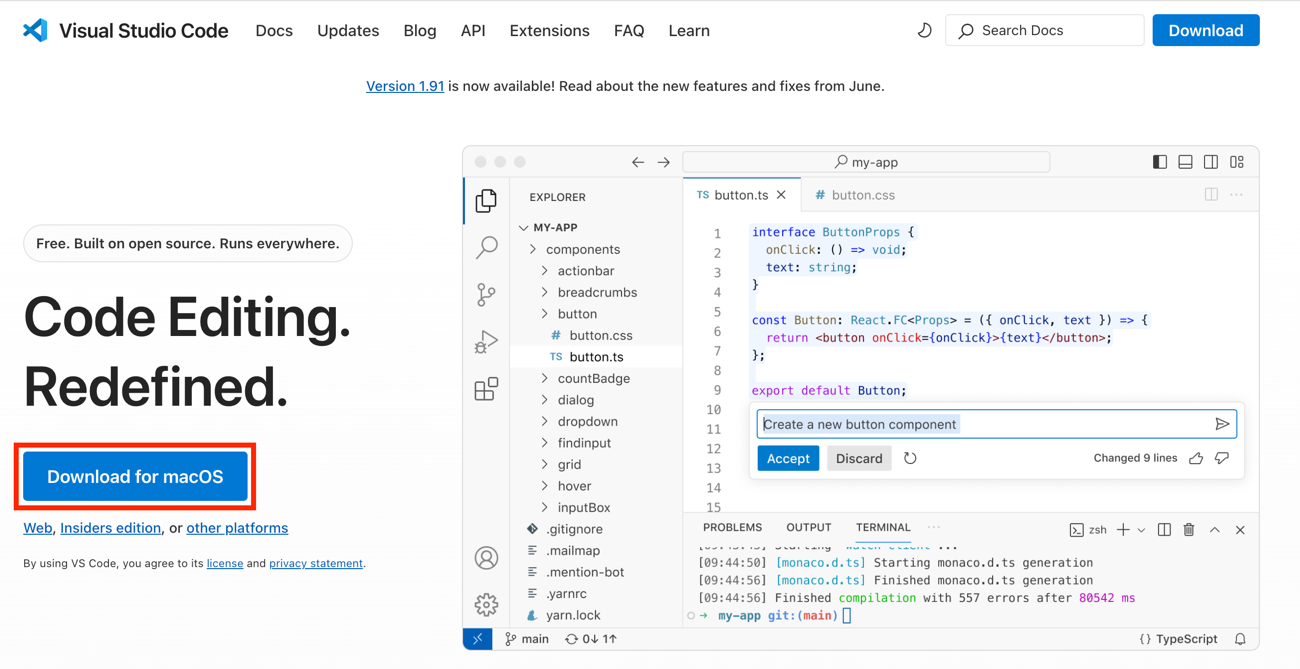 Visual Studio Code Docs Updates Blog API Extensions FAQ Learn Search Docs Download
Version 1.91 is now available! Read about the new features and fixes from June.
Free. Built on open source. Runs everywhere.
Code Editing.
Redefined.
Download for macOS
Web, Insiders edition, or other platforms
By using VS Code, you agree to its license and privacy statement.
my-app
EXPLORER
MY-APP
components
actionbar
breadcrumbs
button
# button.css
TS button.ts
countBadge
dialog
dropdown
findinput
grid
hover
inputBox
.gitignore
.mailmap
.mention-bot
.yarnrc
yarn.lock
TS button.ts # button.css
1 interface ButtonProps {
2 onClick: () => void;
3 text: string;
4 }
5
6 const Button: React.FC<Props> = ({ onClick, text }) => {
7 return <button onClick={onClick}>{text}</button>;
8 };
9 export default Button;
10
11
12
13
14
15
Create a new button component
Accept Discard Changed 9 lines
PROBLEMS OUTPUT TERMINAL ··· zsh
[09:44:50] [monaco.d.ts] Starting monaco.d.ts generation
[09:44:56] [monaco.d.ts] Finished monaco.d.ts generation
[09:44:56] Finished compilation with 557 errors after 80542 ms
→ my-app git:(main)
main 0↓ 1↑ {} TypeScript